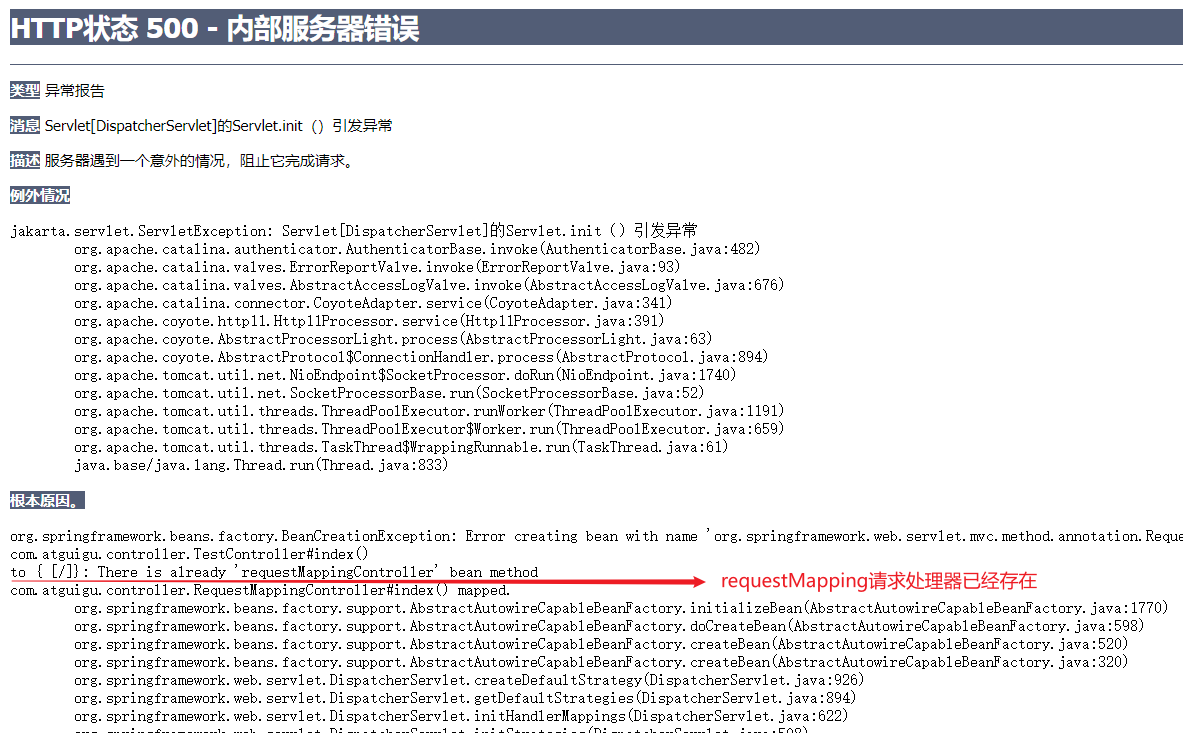 HTTP状态 500 - 内部服务器错误
类型 异常报告
消息 Servlet[DispatcherServlet]的Servlet.init（）引发异常
描述 服务器遇到一个意外的情况，阻止它完成请求。
例外情况
jakarta.servlet.ServletException: Servlet[DispatcherServlet]的Servlet.init（）引发异常
org.apache.catalina.authenticator.AuthenticatorBase.invoke(AuthenticatorBase.java:482)
org.apache.catalina.valves.ErrorReportValve.invoke(ErrorReportValve.java:93)
org.apache.catalina.valves.AbstractAccessLogValve.invoke(AbstractAccessLogValve.java:676)
org.apache.catalina.connector.CoyoteAdapter.service(CoyoteAdapter.java:341)
org.apache.coyote.http11.Http11Processor.service(Http11Processor.java:391)
org.apache.coyote.AbstractProcessorLight.process(AbstractProcessorLight.java:63)
org.apache.coyote.AbstractProtocol$ConnectionHandler.process(AbstractProtocol.java:894)
org.apache.tomcat.util.net.NioEndpoint$SocketProcessor.doRun(NioEndpoint.java:1740)
org.apache.tomcat.util.net.SocketProcessorBase.run(SocketProcessorBase.java:52)
org.apache.tomcat.util.threads.ThreadPoolExecutor.runWorker(ThreadPoolExecutor.java:1191)
org.apache.tomcat.util.threads.ThreadPoolExecutor$Worker.run(ThreadPoolExecutor.java:659)
org.apache.tomcat.util.threads.TaskThread$WrappingRunnable.run(TaskThread.java:61)
java.base/java.lang.Thread.run(Thread.java:833)
根本原因。
org.springframework.beans.factory.BeanCreationException: Error creating bean with name 'org.springframework.web.servlet.mvc.method.annotation.Reque
com.atguigu.controller.TestController#index()
to { [/]}: There is already 'requestMappingController' bean method
requestMapping请求处理器已经存在
com.atguigu.controller.RequestMappingController#index() mapped.
org.springframework.beans.factory.support.AbstractAutowireCapableBeanFactory.initializeBean(AbstractAutowireCapableBeanFactory.java:1770)
org.springframework.beans.factory.support.AbstractAutowireCapableBeanFactory.doCreateBean(AbstractAutowireCapableBeanFactory.java:598)
org.springframework.beans.factory.support.AbstractAutowireCapableBeanFactory.createBean(AbstractAutowireCapableBeanFactory.java:520)
org.springframework.beans.factory.support.AbstractAutowireCapableBeanFactory.createBean(AbstractAutowireCapableBeanFactory.java:320)
org.springframework.web.servlet.DispatcherServlet.createDefaultStrategy(DispatcherServlet.java:926)
org.springframework.web.servlet.DispatcherServlet.getDefaultStrategies(DispatcherServlet.java:894)
org.springframework.web.servlet.DispatcherServlet.initHandlerMappings(DispatcherServlet.java:622)